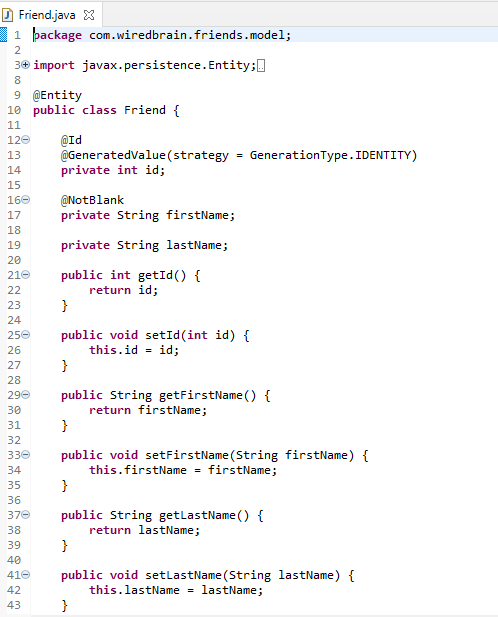 Friend.java
1 package com.wiredbrain.friends.model;
2
3 import javax.persistence.Entity;
8
9 @Entity
10 public class Friend {
11
12     @Id
13     @GeneratedValue(strategy = GenerationType.IDENTITY)
14     private int id;
15
16     @NotBlank
17     private String firstName;
18
19     private String lastName;
20
21     public int getId() {
22         return id;
23     }
24
25     public void setId(int id) {
26         this.id = id;
27     }
28
29     public String getFirstName() {
30         return firstName;
31     }
32
33     public void setFirstName(String firstName) {
34         this.firstName = firstName;
35     }
36
37     public String getLastName() {
38         return lastName;
39     }
40
41     public void setLastName(String lastName) {
42         this.lastName = lastName;
43     }